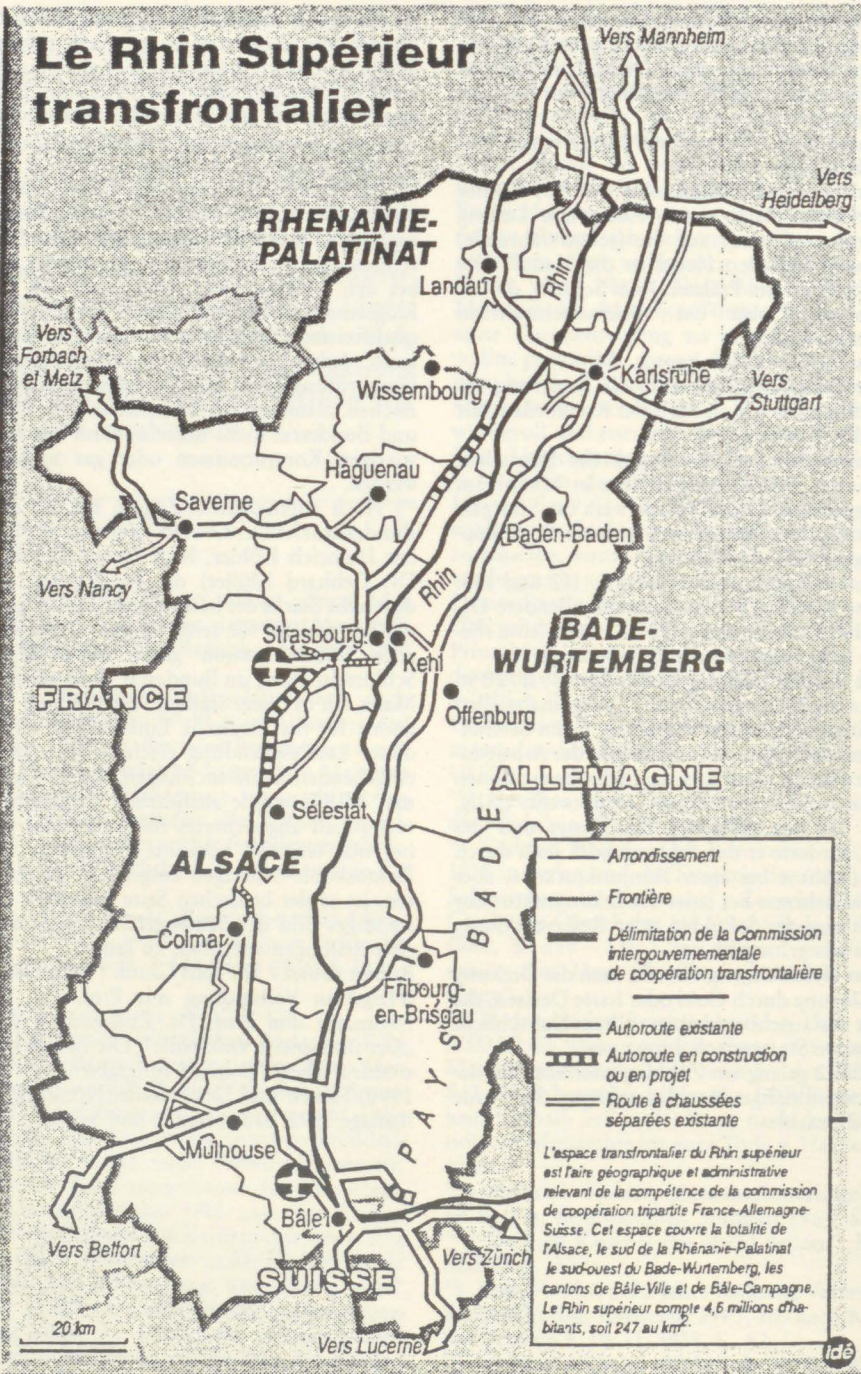 Le Rhin Supérieur
transfrontalier
Vers Mannheim
Vers
Heidelberg
RHENANIE-
PALATINAT
Landau
Rhin
Vers
Forbach
et Metz
Wissembourg
Karlsruhe
Vers
Stuttgart
Haguenau
Saverne
Baden-Baden
Vers Nancy
Rhin
Strasbourg
Kehl
BADE-
WURTEMBERG
FRANCE
Offenburg
ALLEMAGNE
Sélestat
ALSACE
Colmar
Fribourg-
en-Brisgau
PAYS BADE
Mulhouse
Bâle
Vers Belfort
Vers Zürich
SUISSE
Vers Lucerne
20 km
Arrondissement
Frontière
Délimitation de la Commission
intergouvernementale
de coopération transfrontalière
Autoroute existante
Autoroute en construction
ou en projet
Route à chaussées
séparées existante
L'espace transfrontalier du Rhin supérieur
est l'aire géographique et administrative
relevant de la compétence de la commission
de coopération tripartite France-Allemagne-
Suisse. Cet espace couvre la totalité de
l'Alsace, le sud de la Rhénanie-Palatinat
le sud-ouest du Bade-Wurtemberg, les
cantons de Bâle-Ville et de Bâle-Campagne.
Le Rhin supérieur compte 4,6 millions d'ha-
bitants, soit 247 au km².
idé